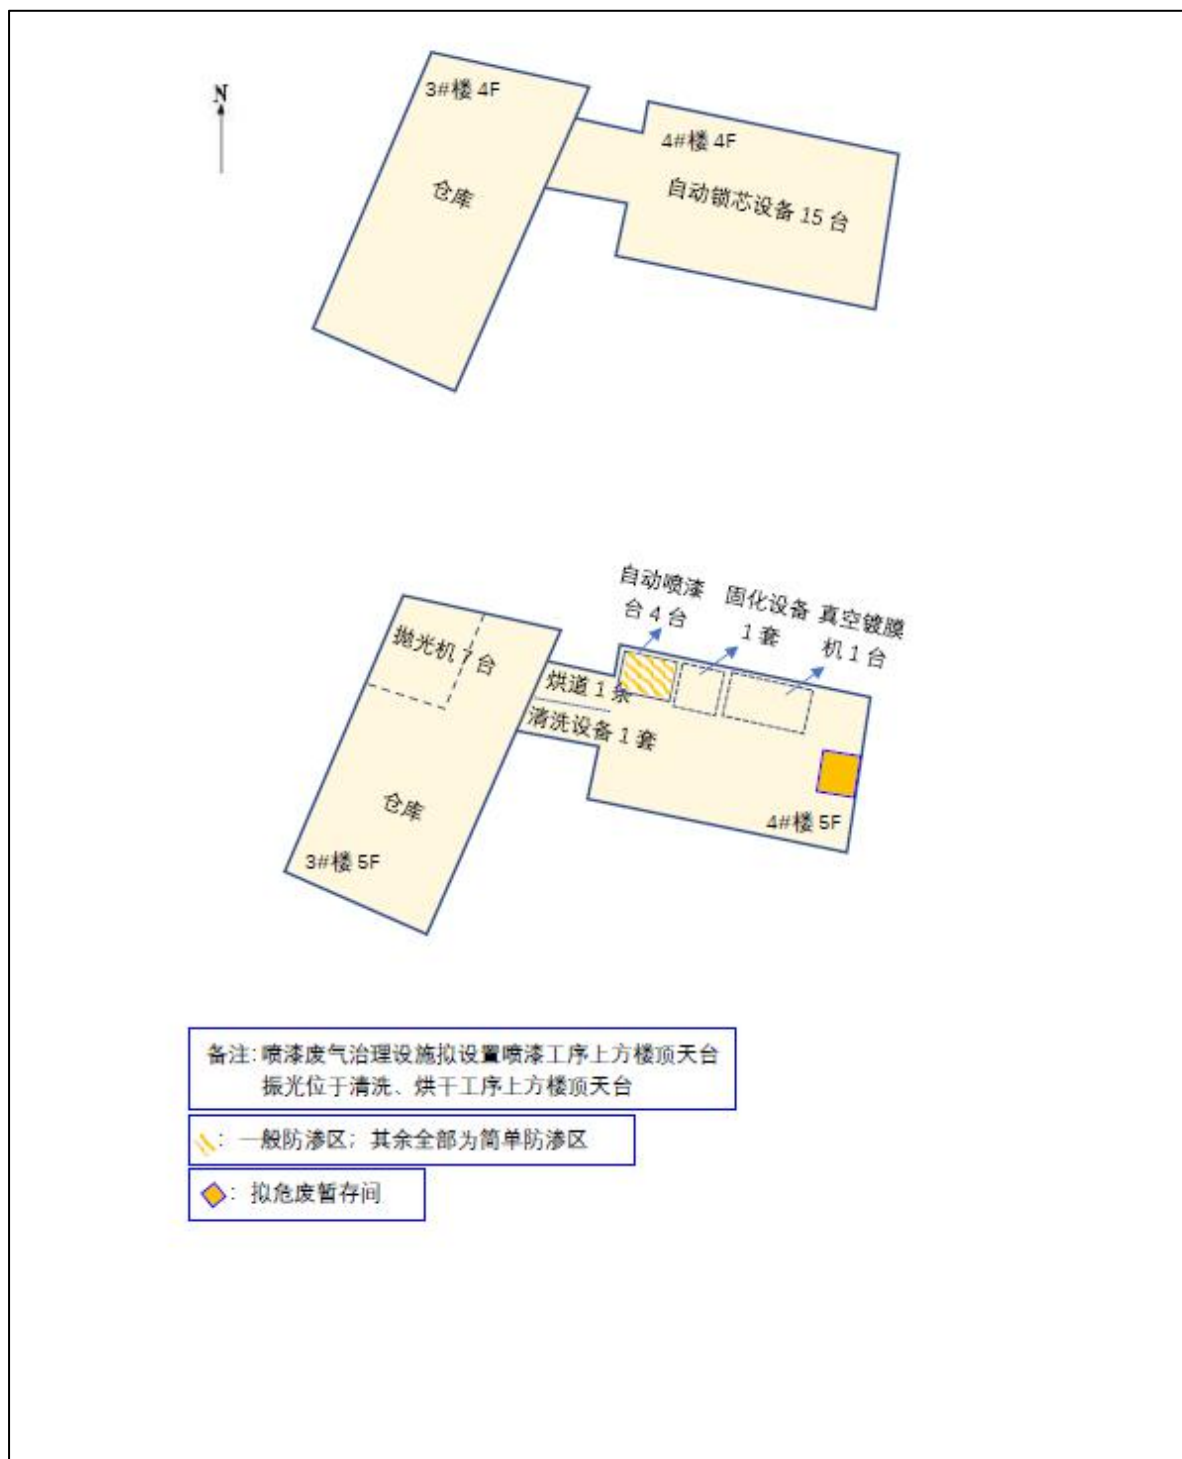 N
3#楼 4F
仓库
4#楼 4F
自动锁芯设备 15 台
自动喷漆
台 4 台
固化设备
1 套
真空镀膜
机 1 台
抛光机 7 台
烘道 1 条
清洗设备 1 套
仓库
3#楼 5F
4#楼 5F
备注:喷漆废气治理设施拟设置喷漆工序上方楼顶天台
振光位于清洗、烘干工序上方楼顶天台
：一般防渗区；其余全部为简单防渗区
：拟危废暂存间